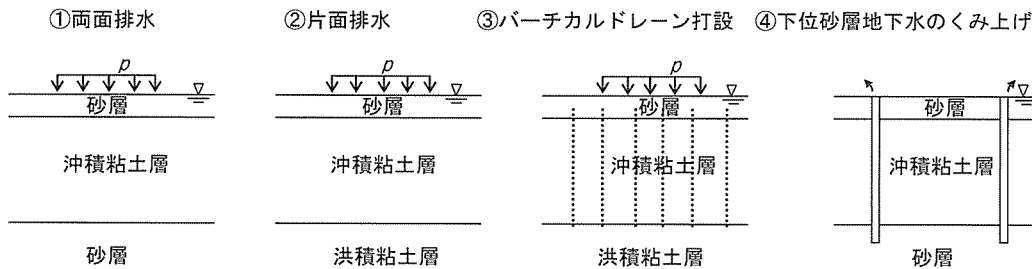 ①両面排水
②片面排水
③バーチカルドレーン打設
④下位砂層地下水のくみ上げ
p
p
p
砂層
砂層
砂層
砂層
沖積粘土層
沖積粘土層
沖積粘土層
沖積粘土層
砂層
洪積粘土層
洪積粘土層
砂層